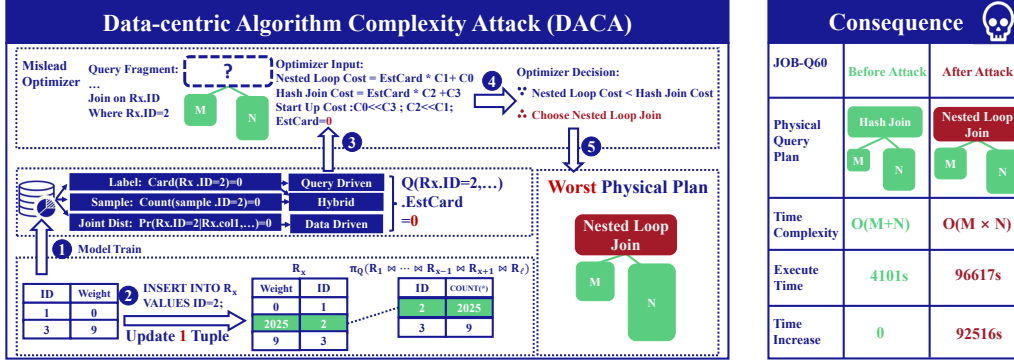 Data-centric Algorithm Complexity Attack (DACA)
Mislead
Optimizer
Query Fragment:
…
Join on Rx.ID
Where Rx.ID=2
?
M
N
Optimizer Input:
Nested Loop Cost = EstCard * C1+ C0
Hash Join Cost = EstCard * C2 +C3
Start Up Cost :C0<<C3 ; C2<<C1;
EstCard=0
4
Optimizer Decision:
∵ Nested Loop Cost < Hash Join Cost
∴ Choose Nested Loop Join
3
5
Label: Card(Rx .ID=2)=0
Sample: Count(sample .ID=2)=0
Joint Dist: Pr(Rx.ID=2|Rx.col1,…)=0
Query Driven
Hybrid
Data Driven
Q(Rx.ID=2,…)
.EstCard
=0
Worst Physical Plan
Nested Loop
Join
M
N
1 Model Train
ID Weight
1 0
3 9
2 INSERT INTO Rx
VALUES ID=2;
Update 1 Tuple
Rx
Weight ID
0 1
2025 2
9 3
πQ(R1 ⋈ ⋯ ⋈ Rx−1 ⋈ Rx+1 ⋈ Rℓ)
ID COUNT(*)
2 2025
3 9
Consequence
JOB-Q60 Before Attack After Attack
Physical
Query
Plan
Hash Join
M
N
Nested Loop
Join
M
N
Time
Complexity
O(M+N) O(M × N)
Execute
Time
4101s 96617s
Time
Increase
0 92516s